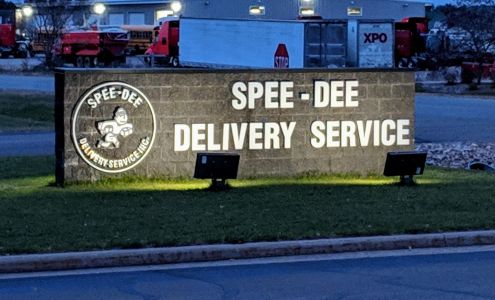 XPO
STOP
SPEE-DEE
DELIVERY SERVICE
SPEE-DEE
DELIVERY SERVICE, INC.